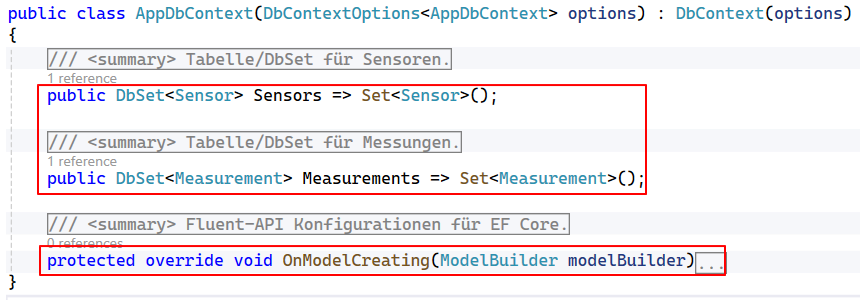 public class AppDbContext(DbContextOptions<AppDbContext> options) : DbContext(options)
{
/// <summary> Tabelle/DbSet für Sensoren.
1 reference
public DbSet<Sensor> Sensors => Set<Sensor>();
/// <summary> Tabelle/DbSet für Messungen.
1 reference
public DbSet<Measurement> Measurements => Set<Measurement>();
/// <summary> Fluent-API Konfigurationen für EF Core.
0 references
protected override void OnModelCreating(ModelBuilder modelBuilder)...
}